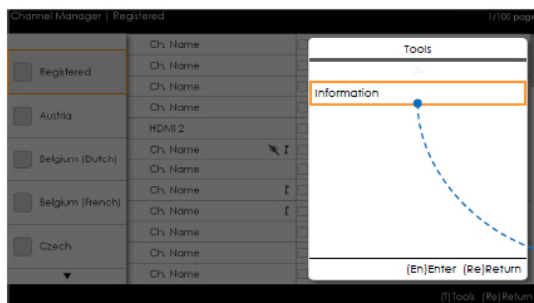 Channel Manager | Registered
1/100 page
Registered
Austria
Belgium (Dutch)
Belgium (French)
Czech
Ch. Name
Ch. Name
Ch. Name
Ch. Name
HDMI 2
Ch. Name
Ch. Name
Ch. Name
Ch. Name
Ch. Name
Ch. Name
Ch. Name
Tools
Information
(En)Enter (Re)Return
(T)Tools (Re)Return